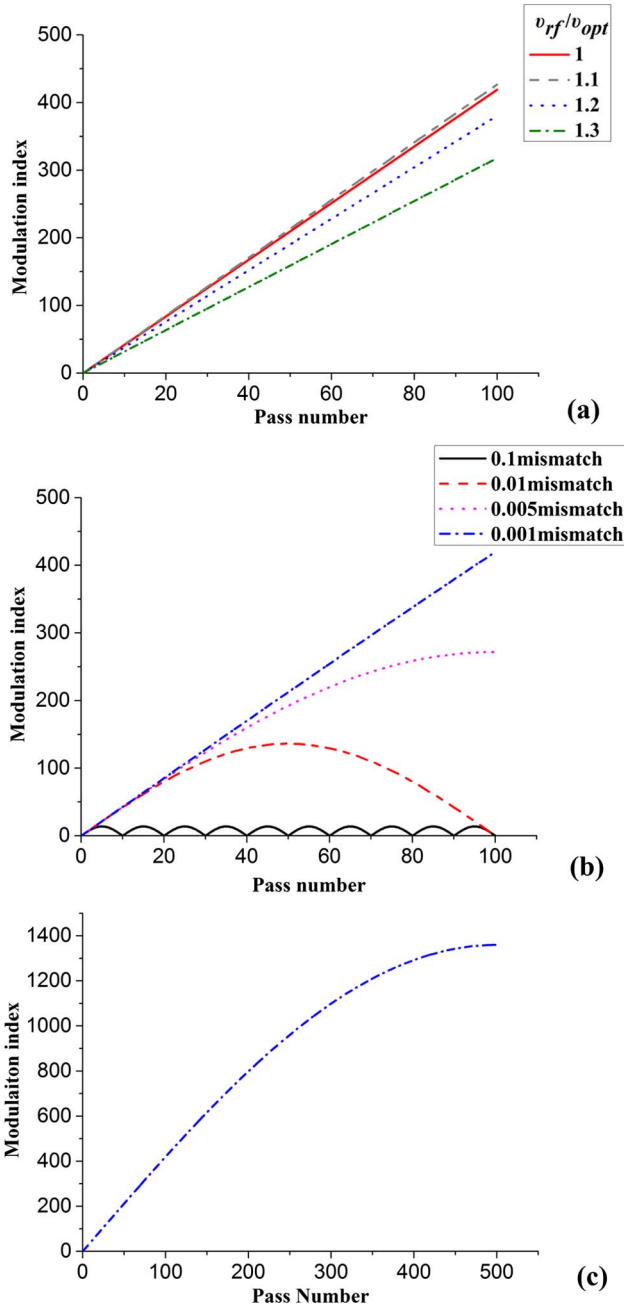 500
400
300
200
100
0
Modulation index
0 20 40 60 80 100
Pass number
υrf/υopt
1
1.1
1.2
1.3
(a)
0.1mismatch
0.01mismatch
0.005mismatch
0.001mismatch
500
400
300
200
100
0
Modulation index
0 20 40 60 80 100
Pass number
(b)
1400
1200
1000
800
600
400
200
0
Modulaiton index
0 100 200 300 400 500
Pass Number
(c)